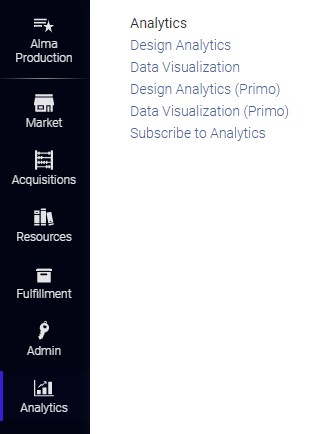 Alma
Production
Market
Acquisitions
Resources
Fulfillment
Admin
Analytics
Analytics
Design Analytics
Data Visualization
Design Analytics (Primo)
Data Visualization (Primo)
Subscribe to Analytics